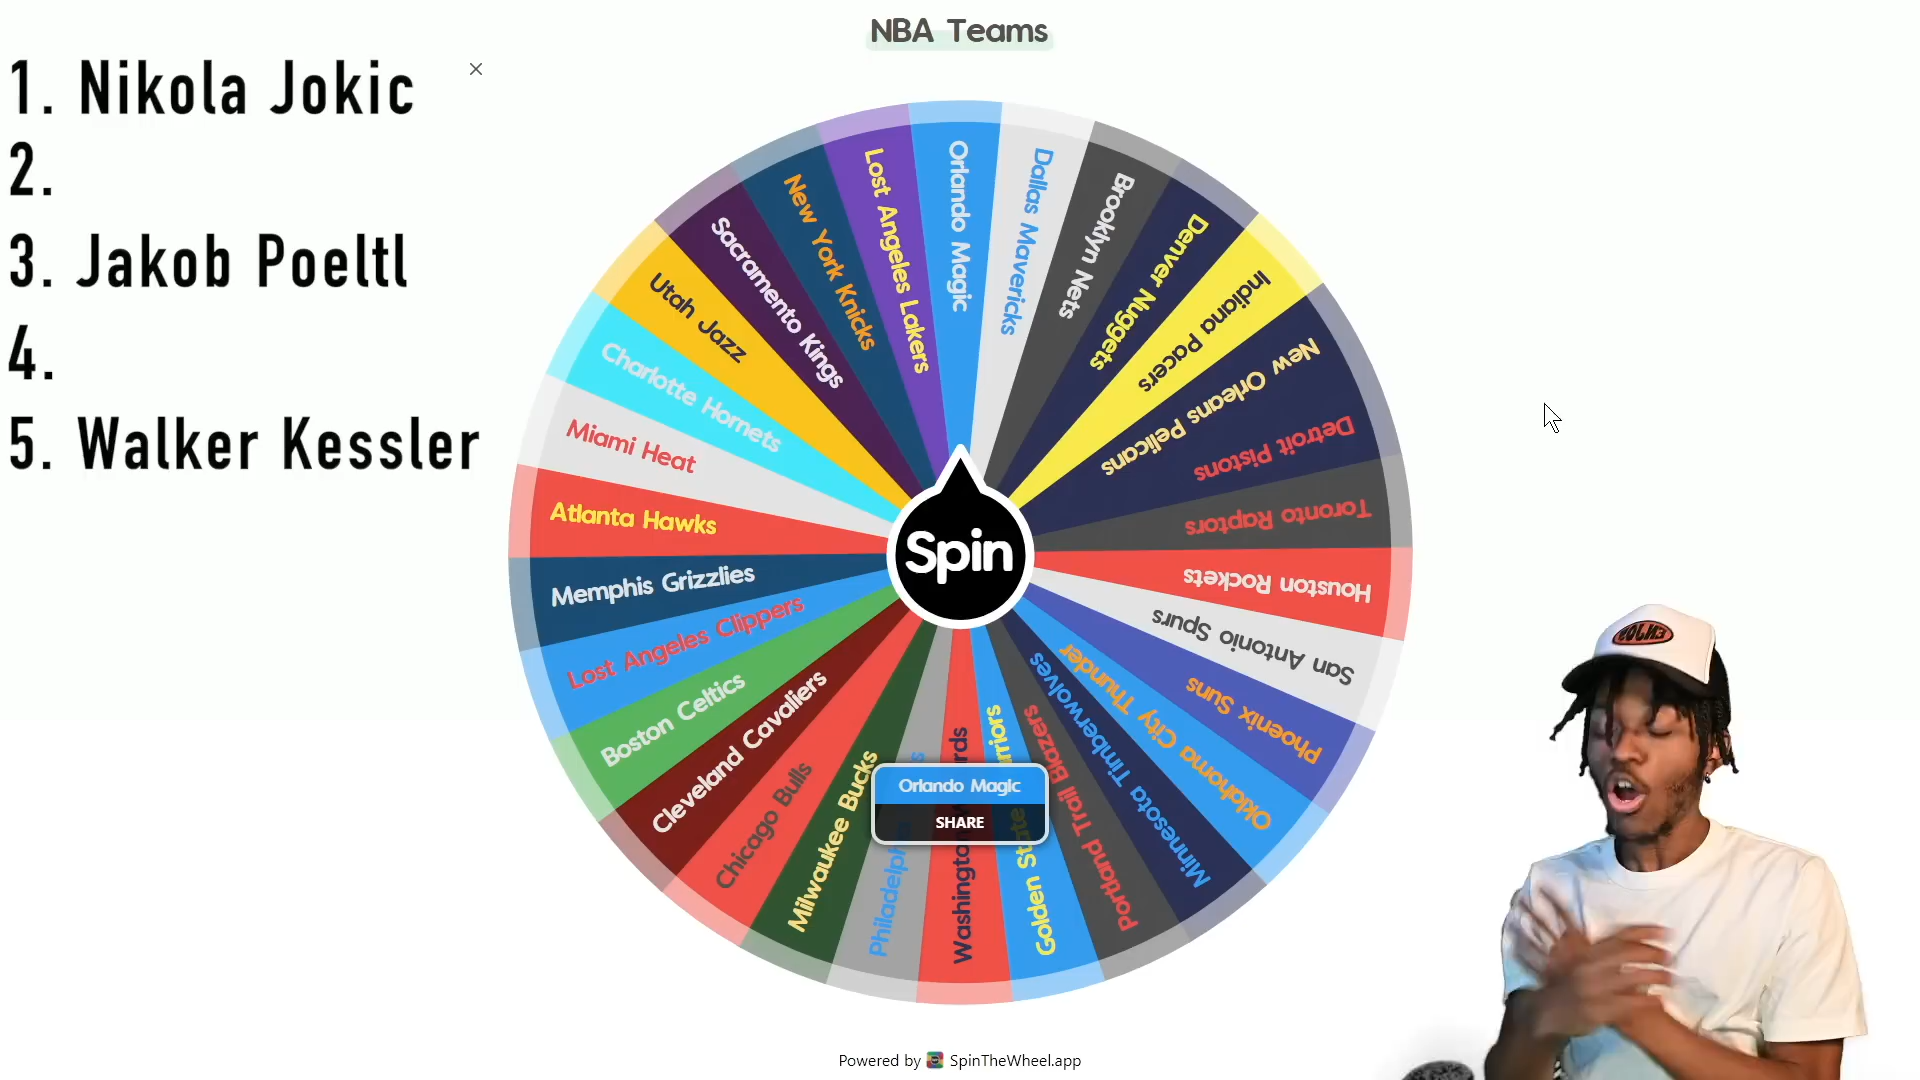 NBA Teams
1. Nikola Jokic
2.
3. Jakob Poeltl
4.
5. Walker Kessler
Orlando Magic
Dallas Mavericks
Brooklyn Nets
Denver Nuggets
Indiana Pacers
New Orleans Pelicans
Detroit Pistons
Toronto Raptors
Houston Rockets
San Antonio Spurs
Phoenix Suns
Oklahoma City Thunder
Minnesota Timberwolves
Portland Trail Blazers
Golden State
Washington
Milwaukee Bucks
Chicago Bulls
Cleveland Cavaliers
Boston Celtics
Lost Angeles Clippers
Memphis Grizzlies
Atlanta Hawks
Miami Heat
Charlotte Hornets
Utah Jazz
Sacramento Kings
New York Knicks
Lost Angeles Lakers
Spin
Orlando Magic
SHARE
Powered by SpinTheWheel.app